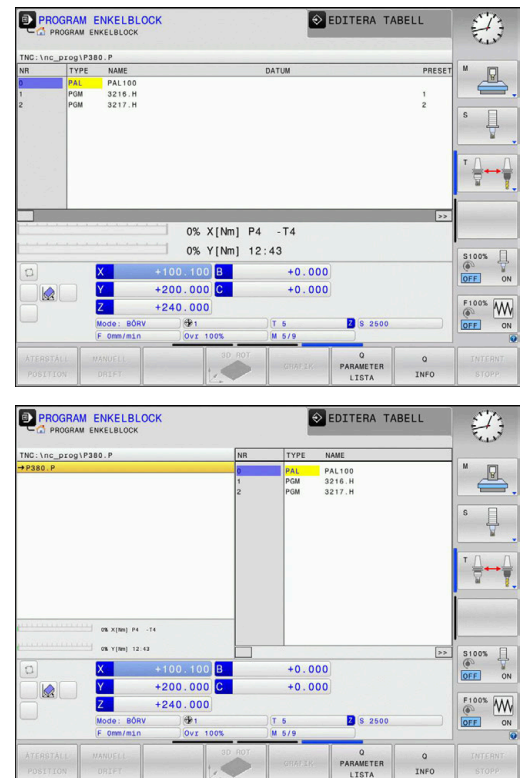 PROGRAM ENKELBLOCK
EDITERA TABELL
PROGRAM ENKELBLOCK
TNC:\nc_prog\P380.P
NR TYPE NAME DATUM PRESET
0 PAL PAL100
1 PGM 3216.H 1
2 PGM 3217.H 2
>>
0% X[Nm] P4 -T4
0% Y[Nm] 12:43
X +100.100 B +0.000
Y +200.000 C +0.000
Z +240.000
Mode: BÖRV 1 T 5 Z S 2500
F 0mm/min Ovr 100% M 5/9
M
S
T
S100%
OFF ON
F100%
OFF ON
ÅTERSTÄLL POSITION
MANUELL DRIFT
3D ROT
GRAFIK
Q PARAMETER LISTA
Q INFO
INTERNT STOPP
PROGRAM ENKELBLOCK
EDITERA TABELL
PROGRAM ENKELBLOCK
TNC:\nc_prog\P380.P
NR TYPE NAME
→P380.P
0 PAL PAL100
1 PGM 3216.H
2 PGM 3217.H
0% X[Nm] P4 -T4
0% Y[Nm] 12:43
>>
X +100.100 B +0.000
Y +200.000 C +0.000
Z +240.000
Mode: BÖRV 1 T 5 Z S 2500
F 0mm/min Ovr 100% M 5/9
M
S
T
S100%
OFF ON
F100%
OFF ON
ÅTERSTÄLL POSITION
MANUELL DRIFT
3D ROT
GRAFIK
Q PARAMETER LISTA
Q INFO
INTERNT STOPP